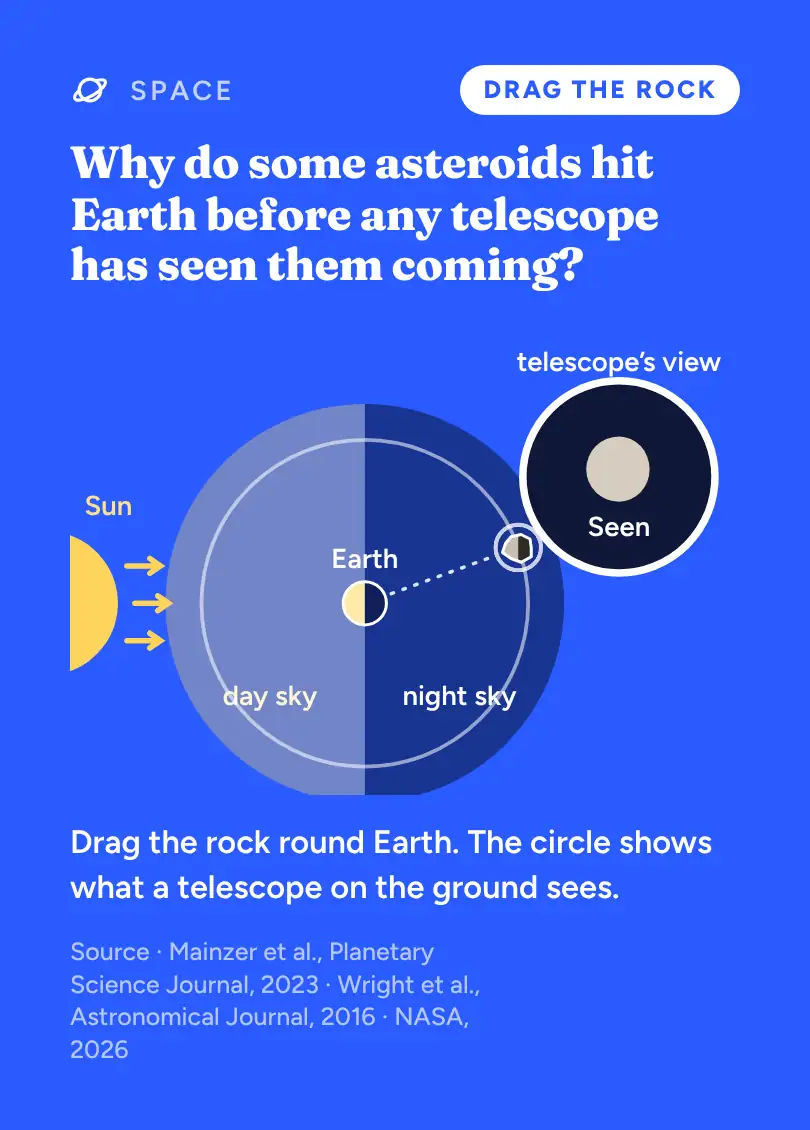 SPACE
DRAG THE ROCK
Why do some asteroids hit
Earth before any telescope
has seen them coming?
telescope’s view
Seen
Sun
Earth
day sky
night sky
Drag the rock round Earth. The circle shows
what a telescope on the ground sees.
Source · Mainzer et al., Planetary
Science Journal, 2023 · Wright et al.,
Astronomical Journal, 2016 · NASA,
2026